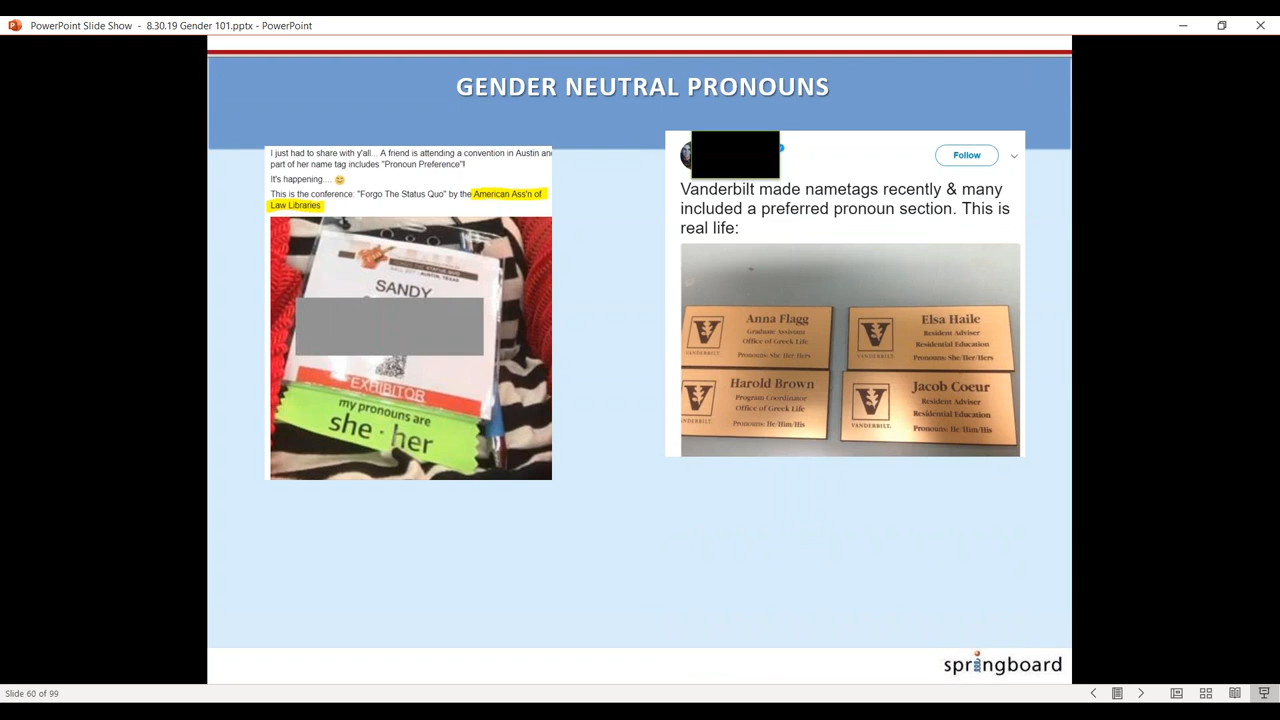 PowerPoint Slide Show - 8.30.19 Gender 101.pptx - PowerPoint
GENDER NEUTRAL PRONOUNS
I just had to share with y'all... A friend is attending a convention in Austin and
part of her name tag includes "Pronoun Preference"!
It's happening....
This is the conference: "Forgo The Status Quo" by the American Ass'n of
Law Libraries
AUSTIN, TEXAS
SANDY
EXHIBITOR
my pronouns are
she · her
Follow
Vanderbilt made nametags recently & many
included a preferred pronoun section. This is
real life:
Anna Flagg
Graduate Assistant
Office of Greek Life
Pronouns: She/Her/Hers
V
VANDERBILT
Elsa Haile
Resident Adviser
Residential Education
Pronouns: She/Her/Hers
V
VANDERBILT
Harold Brown
Program Coordinator
Office of Greek Life
Pronouns: He/Him/His
V
Jacob Coeur
Resident Adviser
Residential Education
Pronouns: He/Him/His
V
VANDERBILT
springboard
Slide 60 of 99